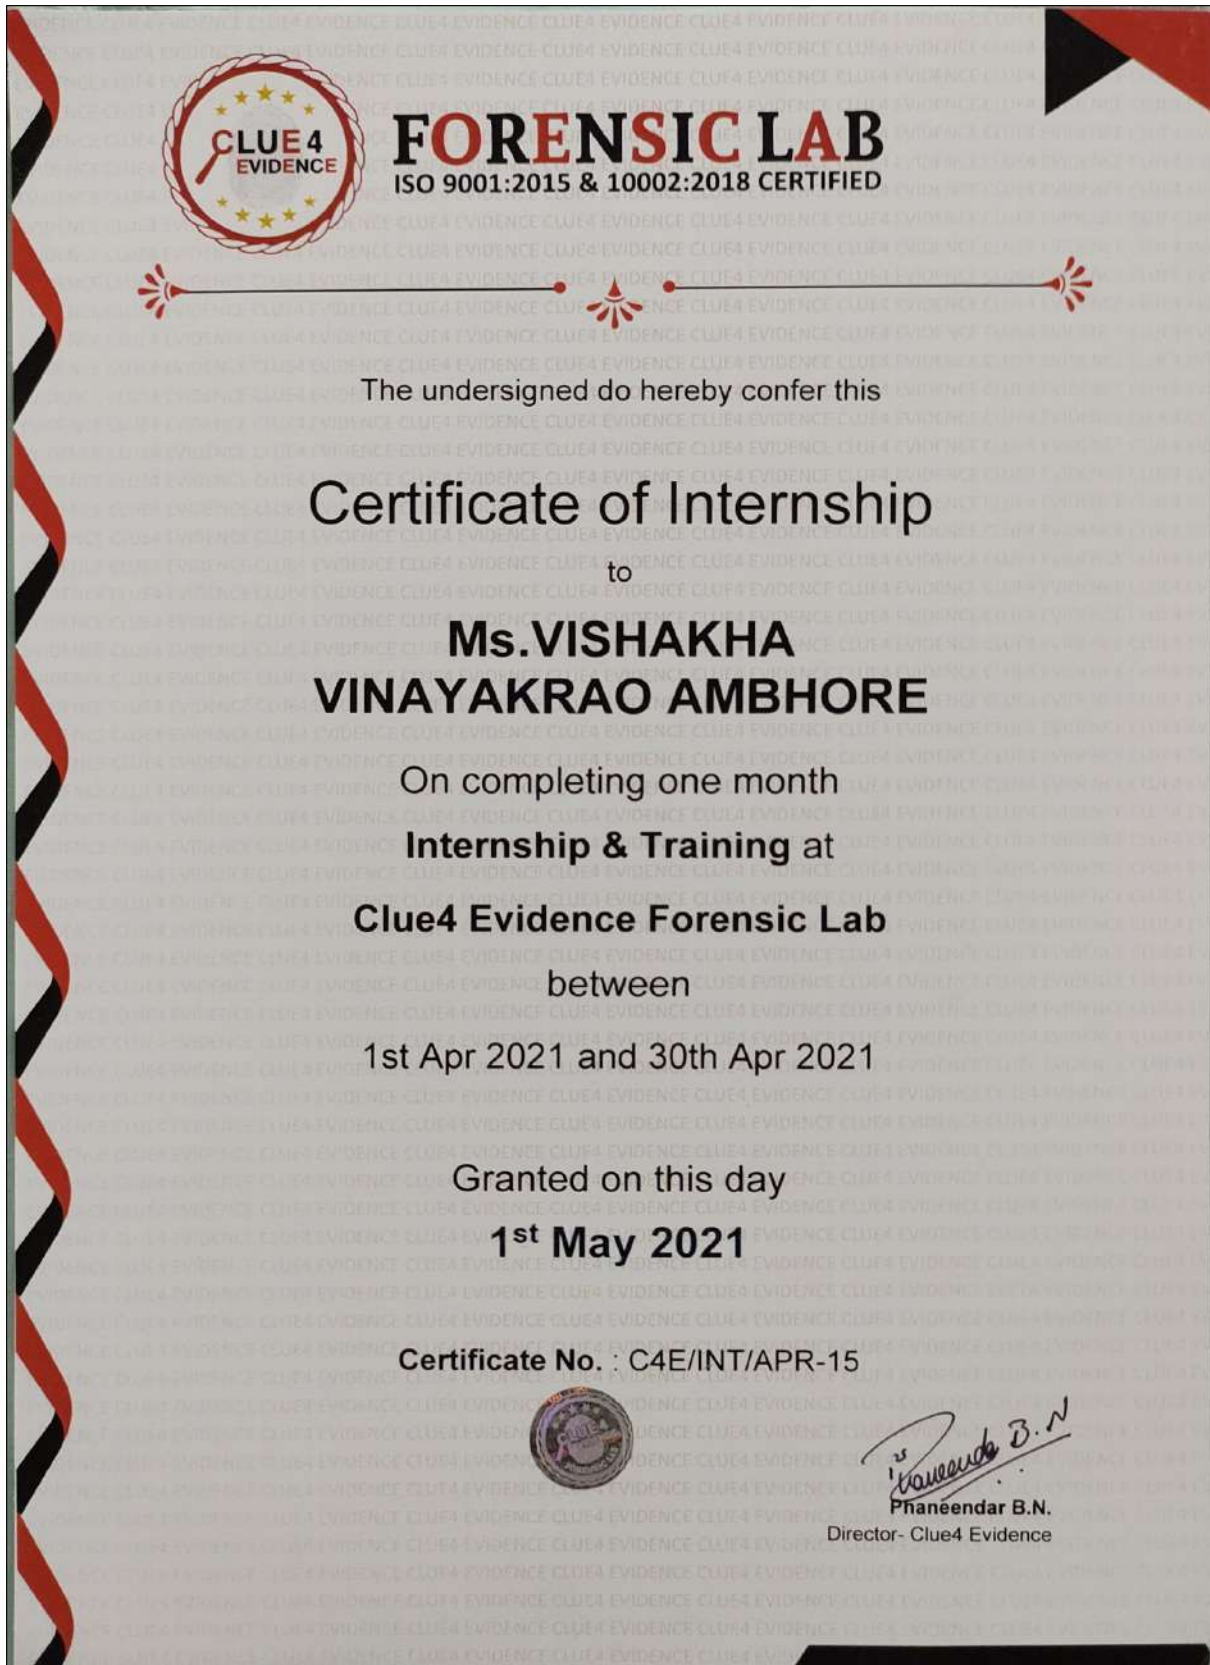 CLUE 4
EVIDENCE
FORENSIC LAB
ISO 9001:2015 & 10002:2018 CERTIFIED
The undersigned do hereby confer this
Certificate of Internship
to
Ms.VISHAKHA
VINAYAKRAO AMBHORE
On completing one month
Internship & Training at
Clue4 Evidence Forensic Lab
between
1st Apr 2021 and 30th Apr 2021
Granted on this day
1st May 2021
Certificate No. : C4E/INT/APR-15
Phaneendar B.N.
Director- Clue4 Evidence